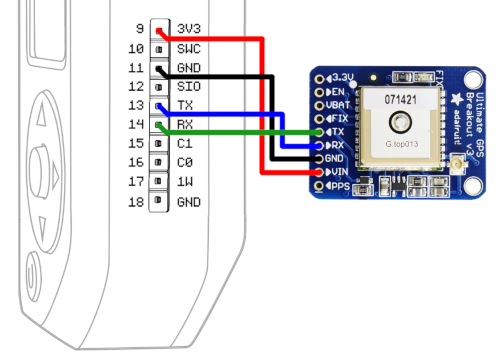 9 3V3
10 SWC
11 GND
12 SIO
13 TX
14 RX
15 C1
16 C0
17 1W
18 GND
3.3V
EN
VBAT
FIX
TX
RX
GND
VIN
PPS
FIX
071421
G.top013
Ultimate GPS
Breakout v3
adafruit